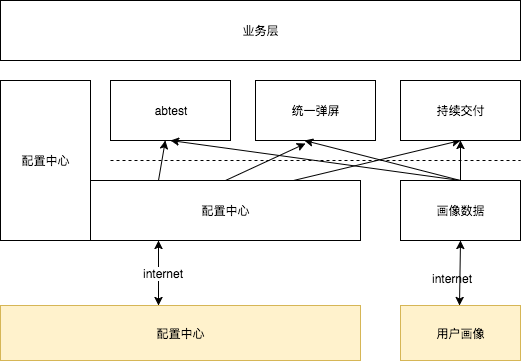 业务层
abtest
统一弹屏
持续交付
配置中心
配置中心
画像数据
internet
internet
配置中心
用户画像